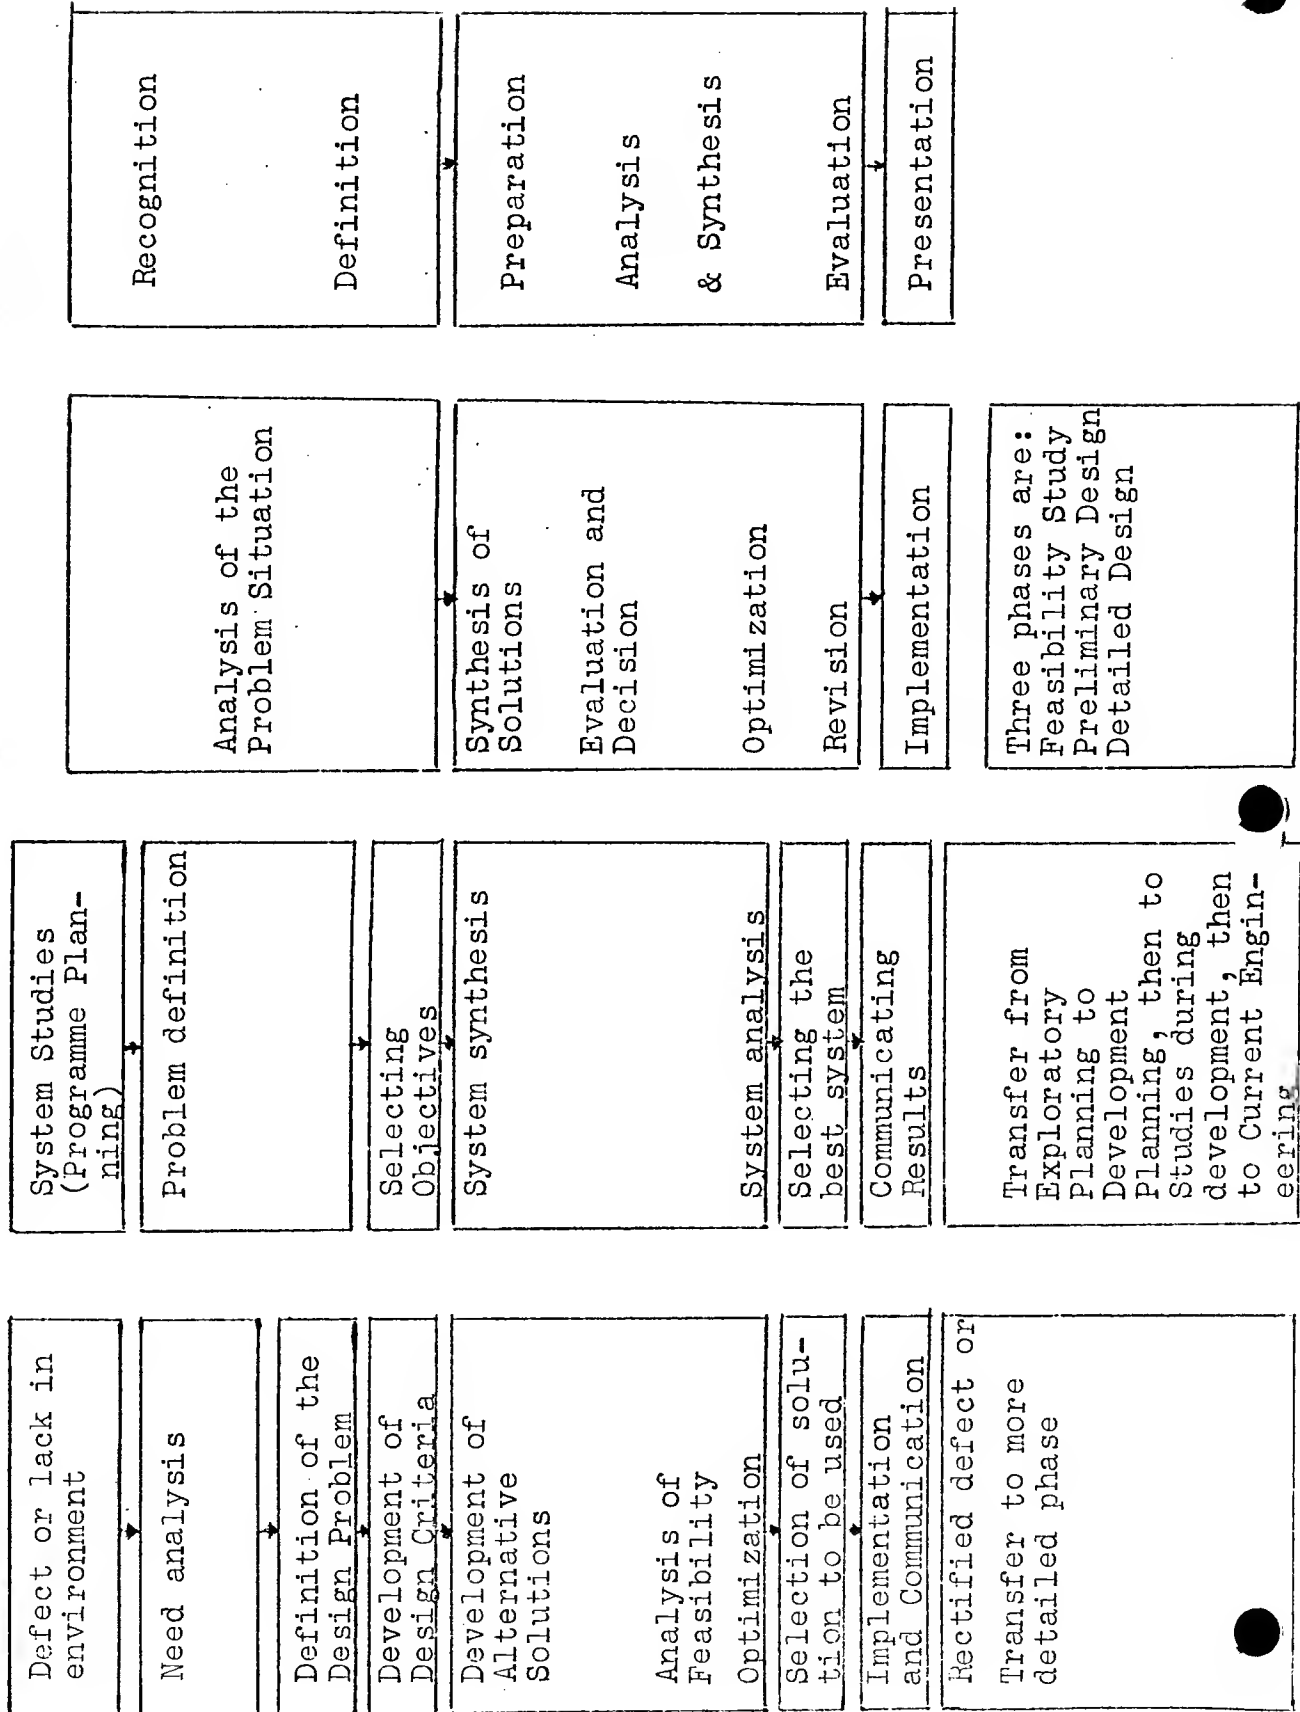 Defect or lack in
environment
Need analysis
Definition of the
Design Problem
Development of
Design Criteria
Development of
Alternative
Solutions
Analysis of
Feasibility
Optimization
Selection of solu-
tion to be used
Implementation
and Communication
Rectified defect or
Transfer to more
detailed phase
System Studies
(Programme Plan-
ning)
Problem definition
Selecting
Objectives
System synthesis
System analysis
Selecting the
best system
Communicating
Results
Transfer from
Exploratory
Planning to
Development
Planning, then to
Studies during
development, then
to Current Engin-
eering
Analysis of the
Problem Situation
Synthesis of
Solutions
Evaluation and
Decision
Optimization
Revision
Implementation
Three phases are:
Feasibility Study
Preliminary Design
Detailed Design
Recognition
Definition
Preparation
Analysis
& Synthesis
Evaluation
Presentation